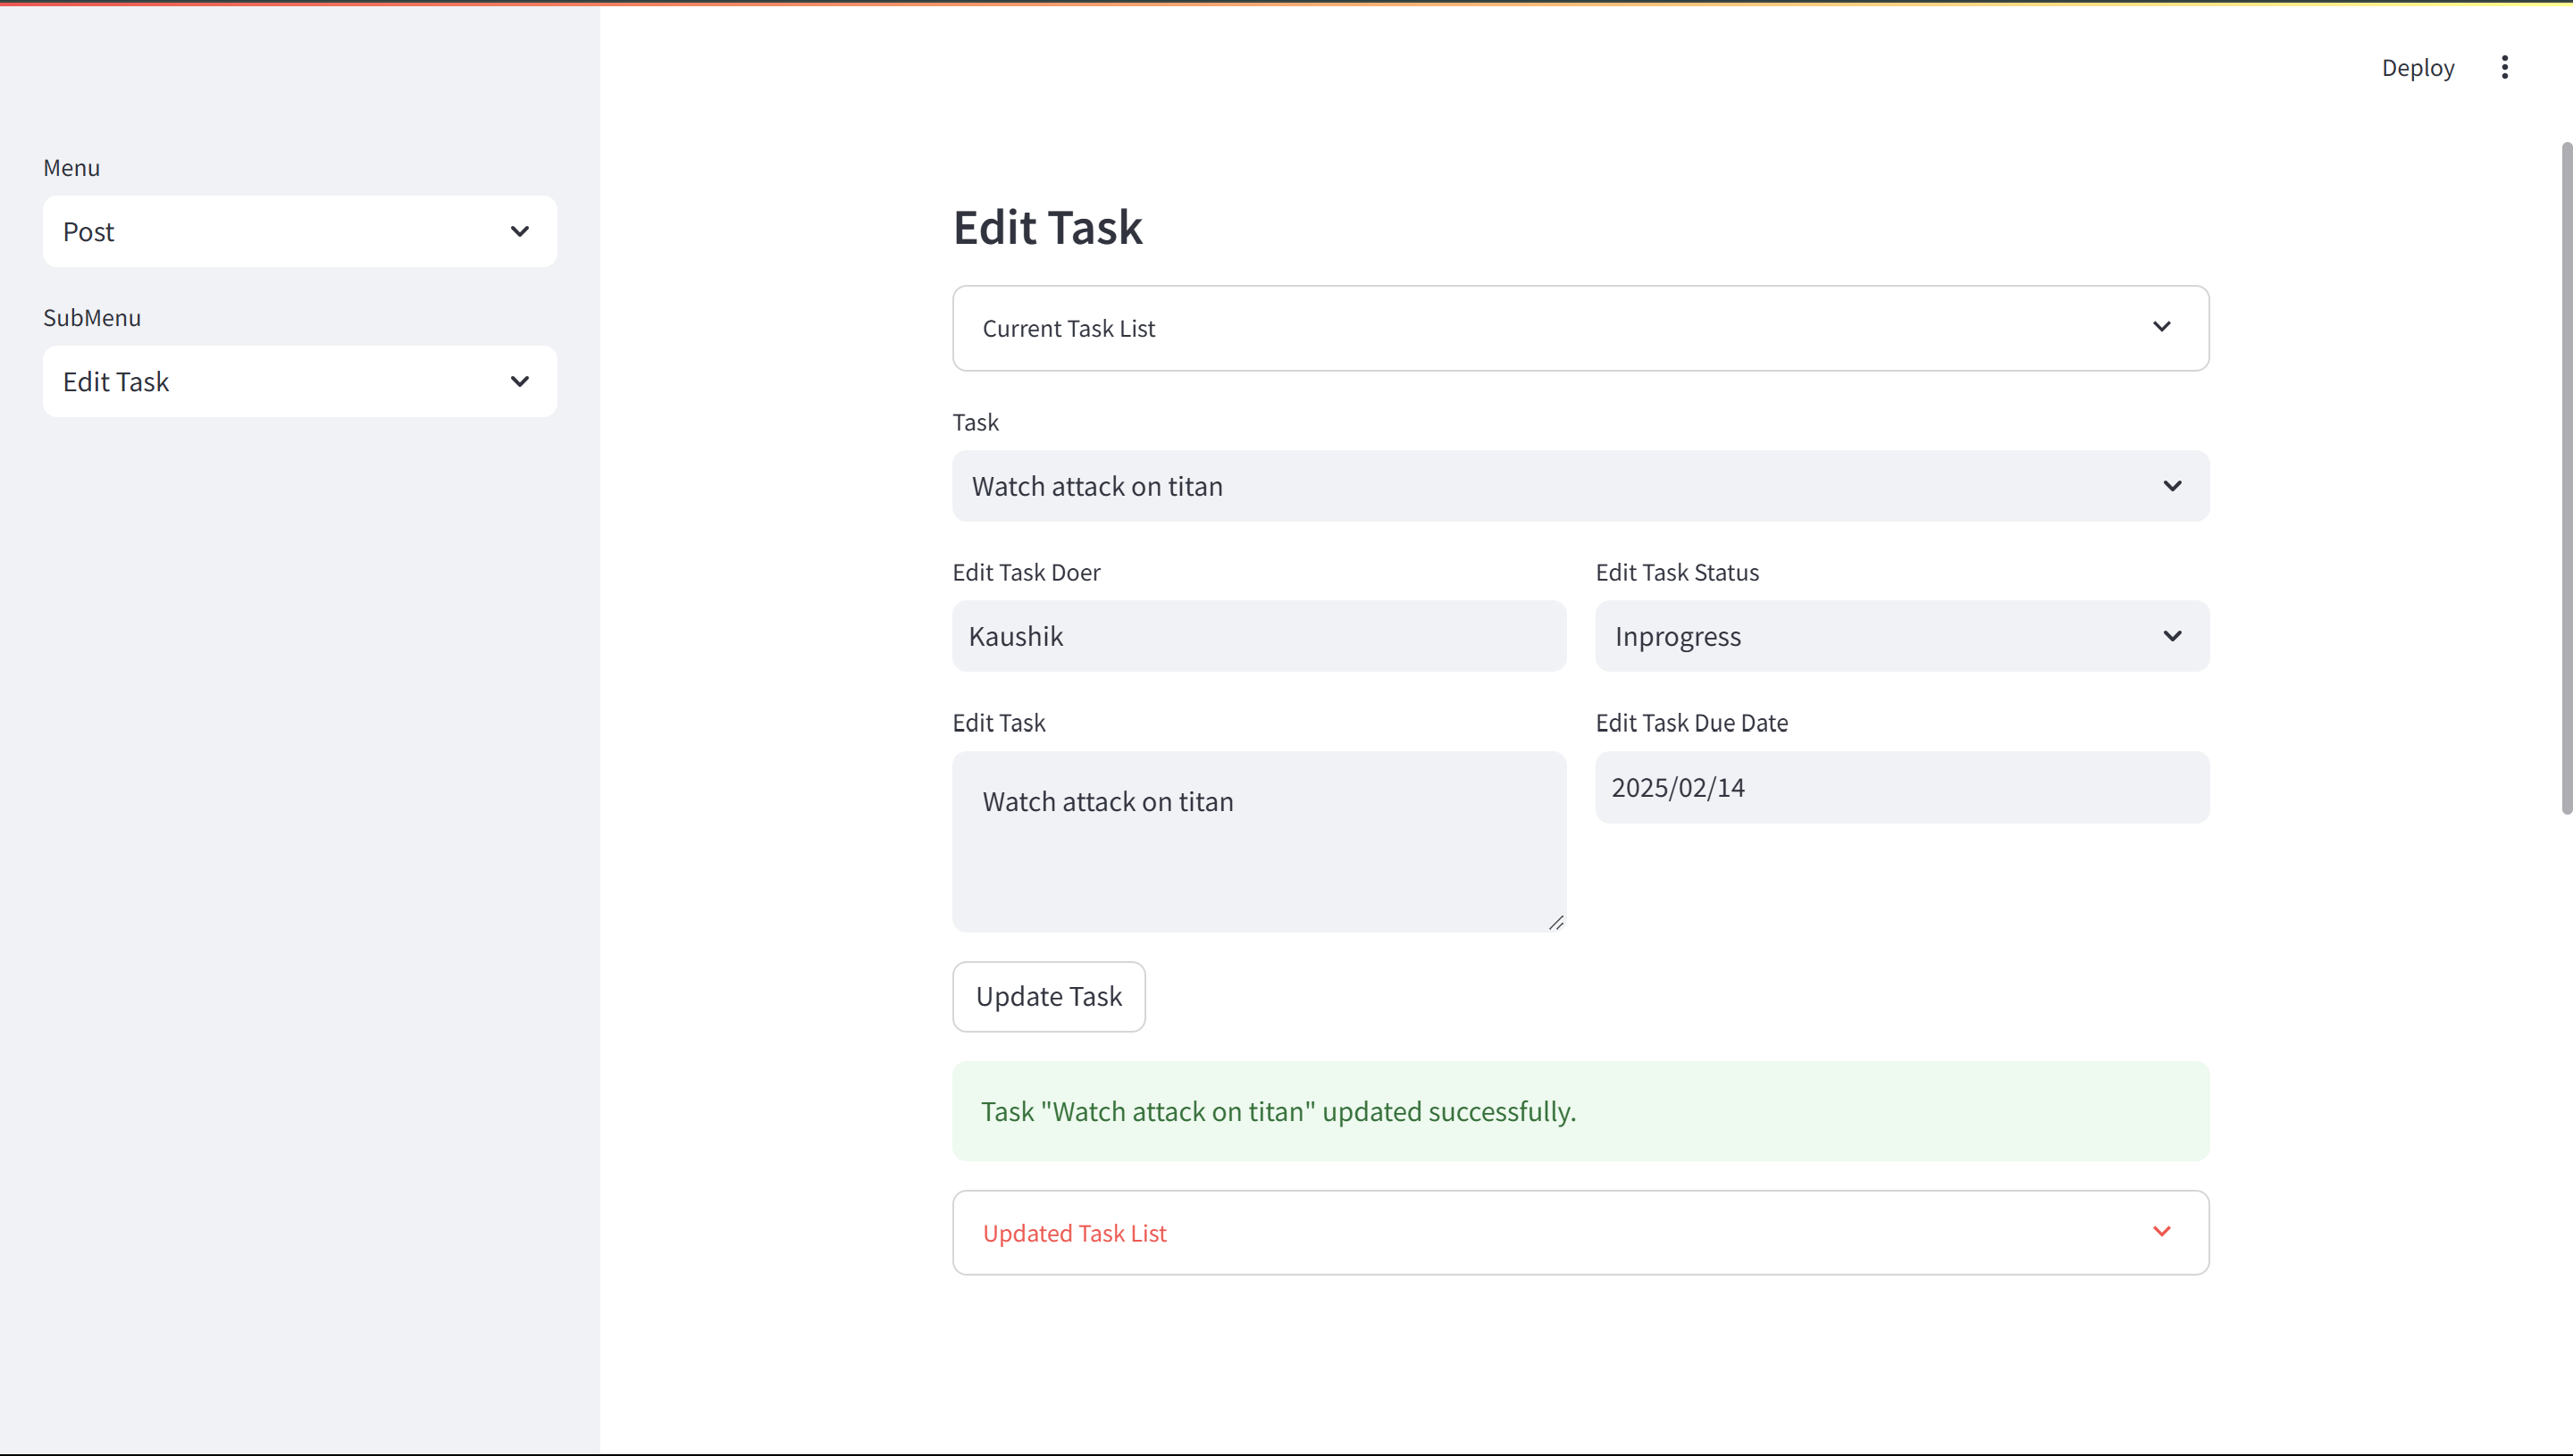 Deploy
Menu
Post
SubMenu
Edit Task
Edit Task
Current Task List
Task
Watch attack on titan
Edit Task Doer
Kaushik
Edit Task Status
Inprogress
Edit Task
Watch attack on titan
Edit Task Due Date
2025/02/14
Update Task
Task "Watch attack on titan" updated successfully.
Updated Task List